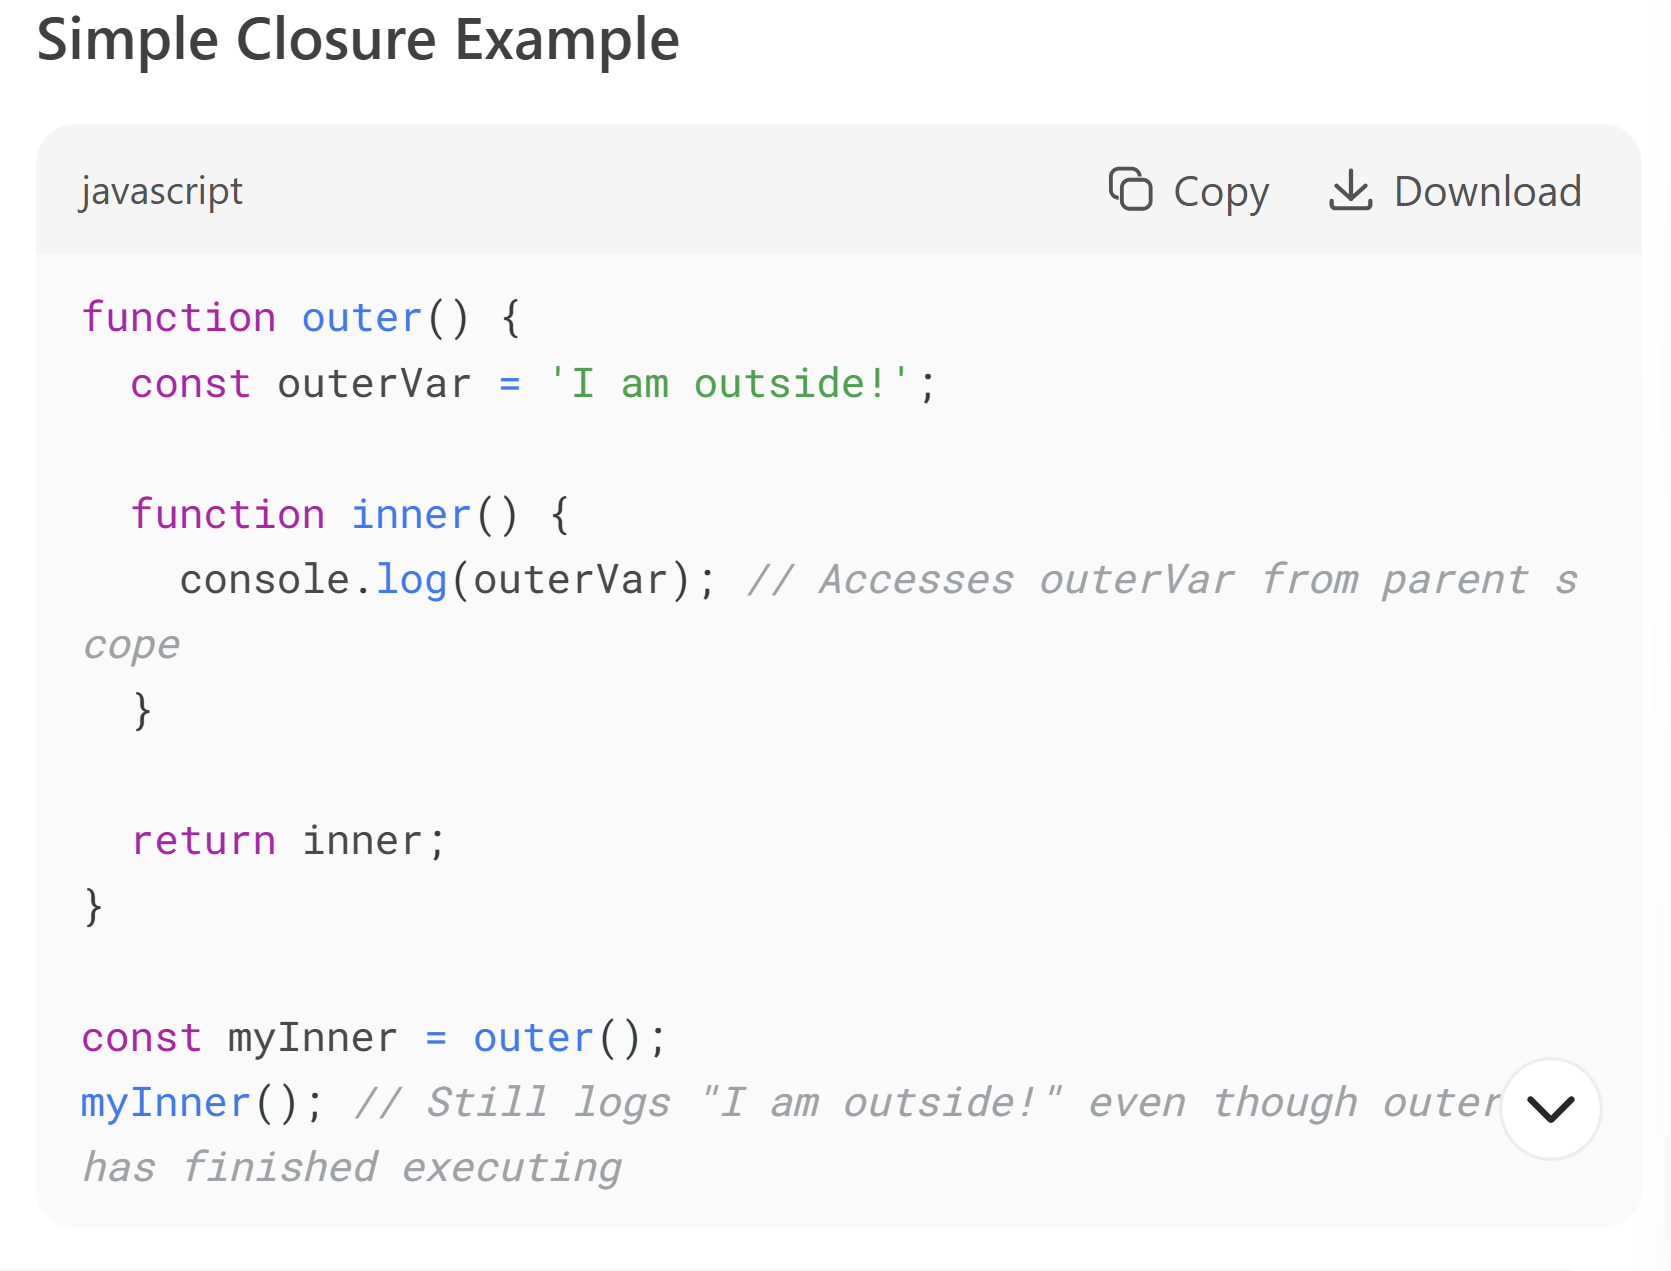 Simple Closure Example
javascript Copy Download
function outer() {
  const outerVar = 'I am outside!';

  function inner() {
    console.log(outerVar); // Accesses outerVar from parent s
cope
  }

  return inner;
}

const myInner = outer();
myInner(); // Still logs "I am outside!" even though outer
has finished executing